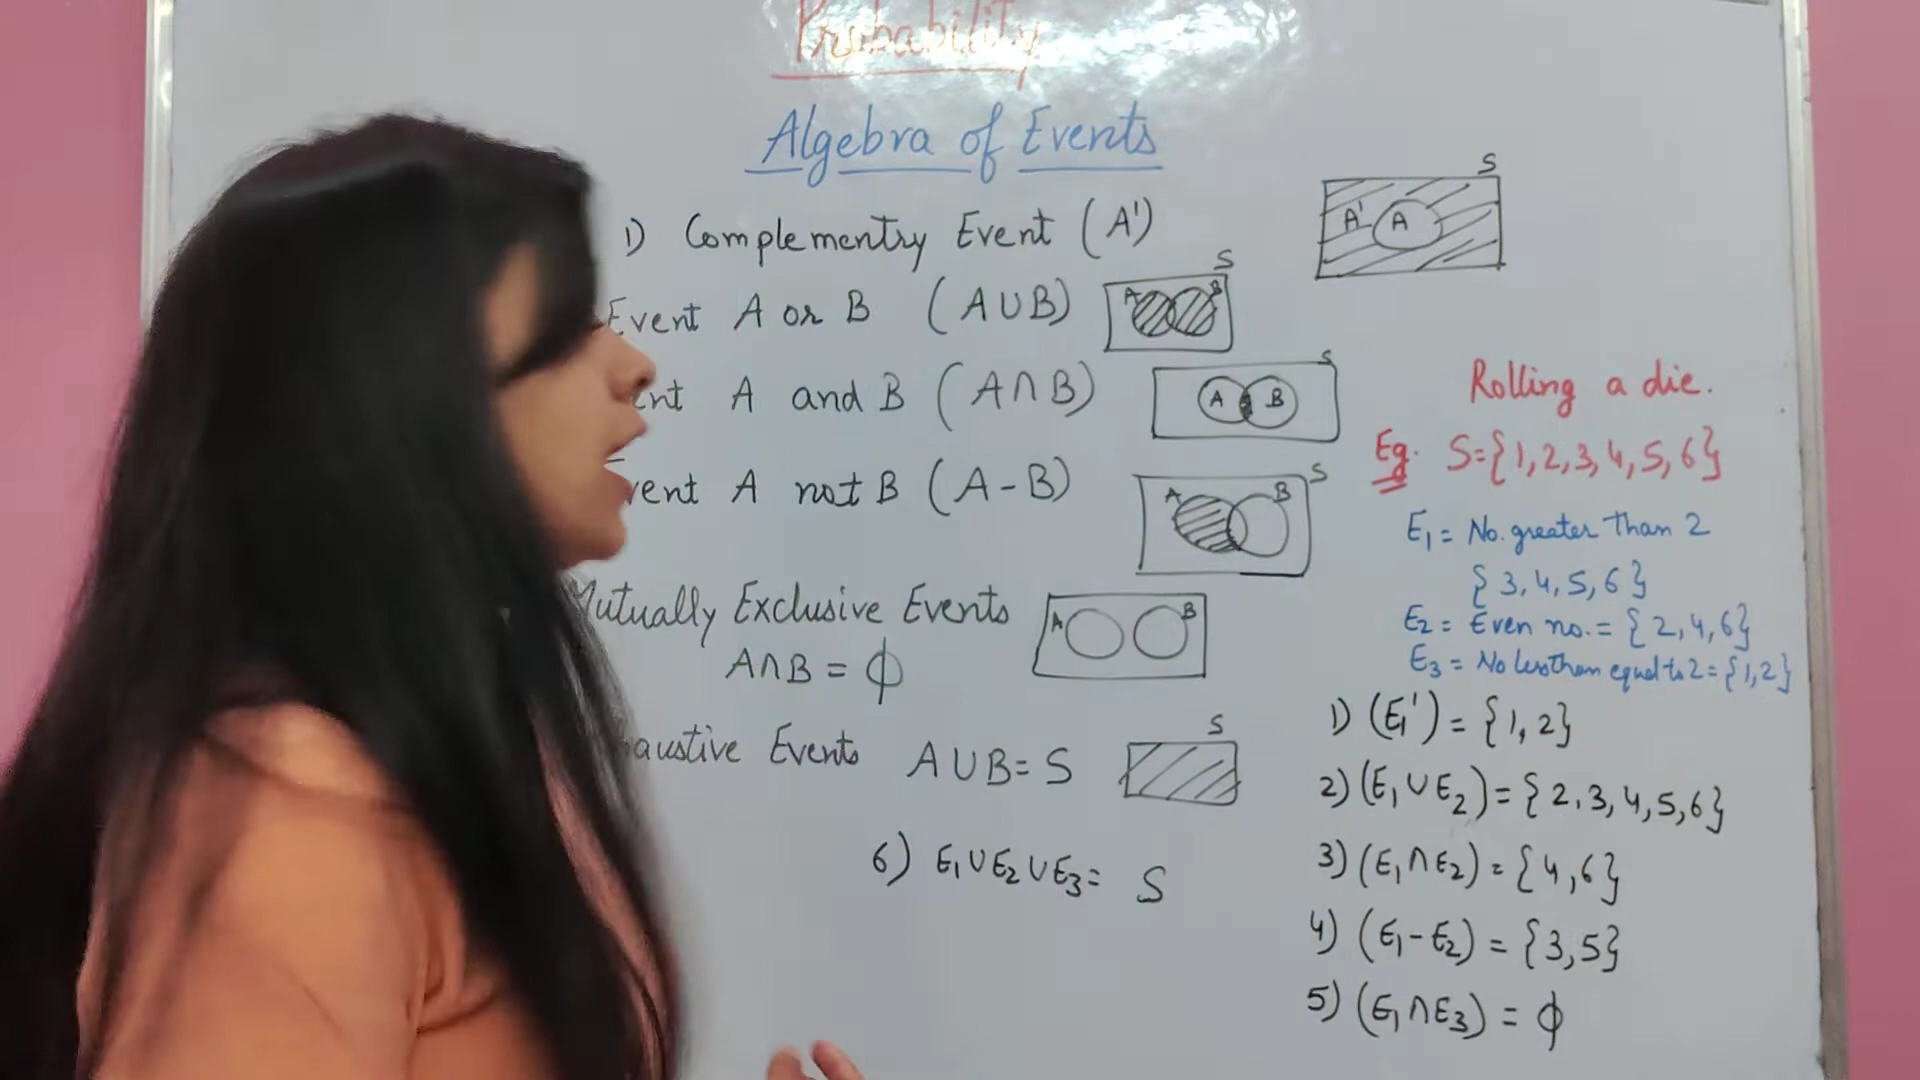 Probability
Algebra of Events
1) Complementry Event (A')
S
A' A
Event A or B (A∪B)
S
A B
A and B (A∩B)
S
A B
A not B (A-B)
S
A B
Mutually Exclusive Events
A∩B = ϕ
A B
Events A∪B = S
S
6) E₁∪E₂∪E₃ = S
Rolling a die.
Eg. S={1,2,3,4,5,6}
E₁ = No. greater than 2
{3,4,5,6}
E₂ = Even no. = {2,4,6}
E₃ = No less than equal to 2 = {1,2}
1) (E₁') = {1,2}
2) (E₁∪E₂) = {2,3,4,5,6}
3) (E₁∩E₂) = {4,6}
4) (E₁-E₂) = {3,5}
5) (E₁∩E₃) = ϕ